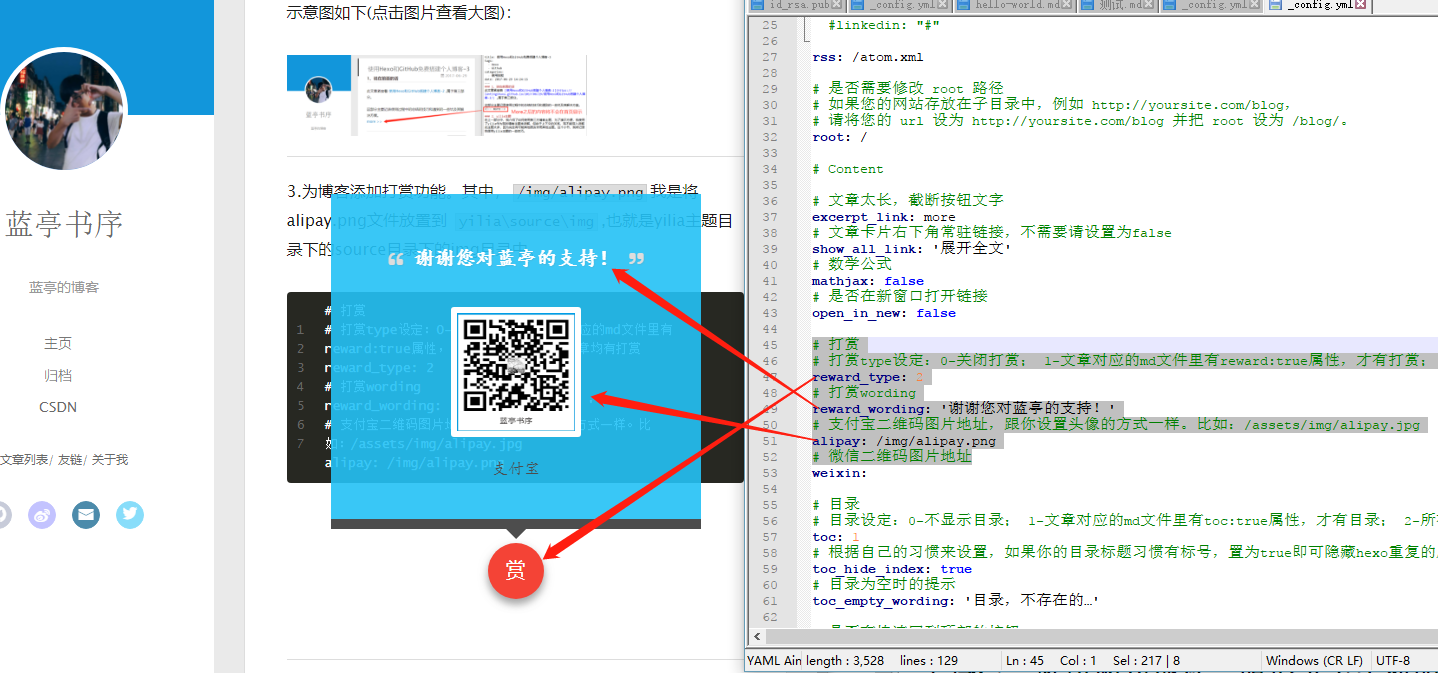 蓝亭书序
蓝亭的博客
主页
归档
CSDN
文章列表/ 友链/ 关于我
示意图如下(点击图片查看大图)：
3.为博客添加打赏功能。其中，/img/alipay.png 我是将
alipay.png文件放置到 yilia\source\img ,也就是yilia主题目
录下的source目录下的
“ 谢谢您对蓝亭的支持！ ”
蓝亭书序
支付宝
赏
# 打赏
1 # 打赏type设定：0- 应的md文件里有
2 reward:true属性， 章均有打赏
3 reward_type: 2
4 # 打赏wording
5 reward_wording:
6 # 支付宝二维码图片地 方式一样。比
7 如：/assets/img/alipay.jpg
alipay: /img/alipay.png
id_rsa.pub
_config.yml
hello-world.md
测试.md
_config.yml
_config.yml
25 #linkedin: "#"
26
27 rss: /atom.xml
28
29 # 是否需要修改 root 路径
30 # 如果您的网站存放在子目录中，例如 http://yoursite.com/blog，
31 # 请将您的 url 设为 http://yoursite.com/blog 并把 root 设为 /blog/。
32 root: /
33
34 # Content
35
36 # 文章太长，截断按钮文字
37 excerpt_link: more
38 # 文章卡片右下角常驻链接，不需要请设置为false
39 show_all_link: '展开全文'
40 # 数学公式
41 mathjax: false
42 # 是否在新窗口打开链接
43 open_in_new: false
44
45 # 打赏
46 # 打赏type设定：0-关闭打赏； 1-文章对应的md文件里有reward:true属性，才有打赏；
47 reward_type: 2
48 # 打赏wording
49 reward_wording: '谢谢您对蓝亭的支持！'
50 # 支付宝二维码图片地址，跟你设置头像的方式一样。比如：/assets/img/alipay.jpg
51 alipay: /img/alipay.png
52 # 微信二维码图片地址
53 weixin:
54
55 # 目录
56 # 目录设定：0-不显示目录； 1-文章对应的md文件里有toc:true属性，才有目录； 2-所
57 toc: 1
58 # 根据自己的习惯来设置，如果你的目录标题习惯有标号，置为true即可隐藏hexo重复的
59 toc_hide_index: true
60 # 目录为空时的提示
61 toc_empty_wording: '目录，不存在的…'
62
YAML Ain length : 3,528 lines : 129 Ln : 45 Col : 1 Sel : 217 | 8 Windows (CR LF) UTF-8